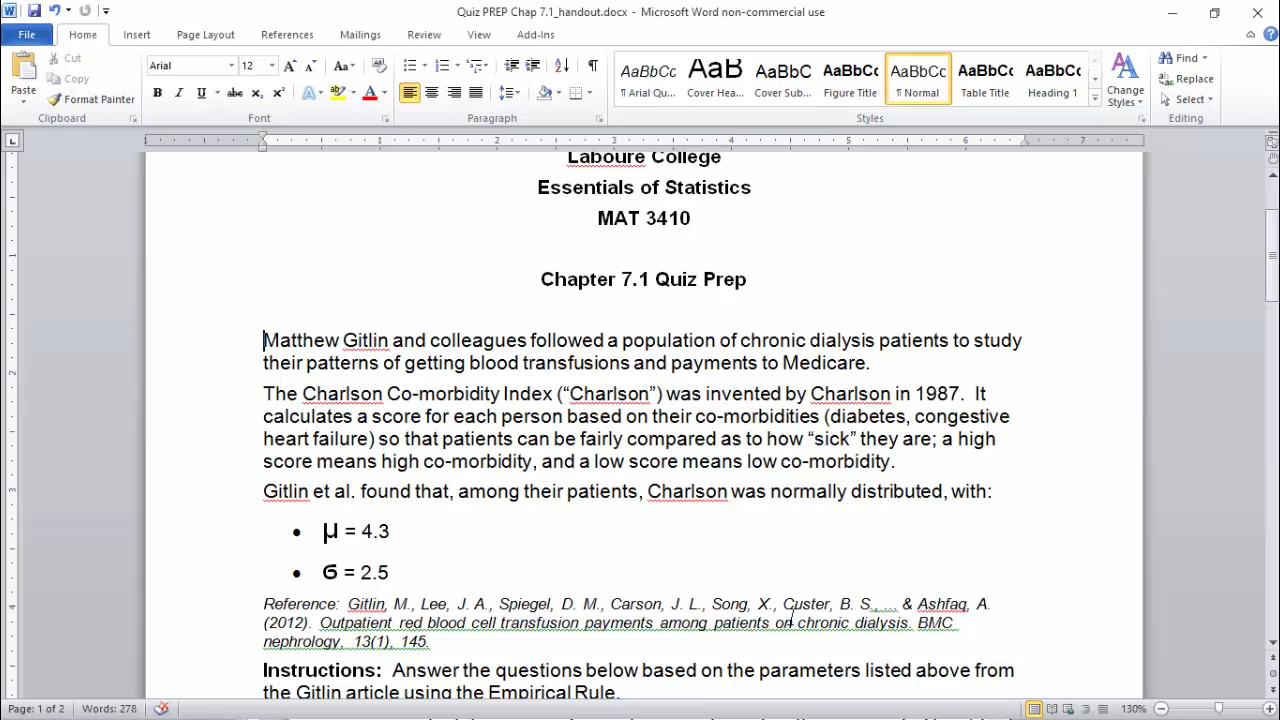 Quiz PREP Chap 7.1_handout.docx - Microsoft Word non-commercial use
File Home Insert Page Layout References Mailings Review View Add-Ins
Paste
Cut
Copy
Format Painter
Clipboard
Arial 12
Font
Paragraph
AaBbCc AaB AaBbCc AaBbCc AaBbCc AaBbCc AaBbCc
¶ Arial Qu... Cover Hea... Cover Sub... Figure Title ¶ Normal Table Title Heading 1
Styles
Change
Styles
Find
Replace
Select
Editing
1 1 2 3 4 5 6 7
Laboure College
Essentials of Statistics
MAT 3410
Chapter 7.1 Quiz Prep
Matthew Gitlin and colleagues followed a population of chronic dialysis patients to study
their patterns of getting blood transfusions and payments to Medicare.
The Charlson Co-morbidity Index (“Charlson”) was invented by Charlson in 1987. It
calculates a score for each person based on their co-morbidities (diabetes, congestive
heart failure) so that patients can be fairly compared as to how “sick” they are; a high
score means high co-morbidity, and a low score means low co-morbidity.
Gitlin et al. found that, among their patients, Charlson was normally distributed, with:
• μ = 4.3
• σ = 2.5
Reference: Gitlin, M., Lee, J. A., Spiegel, D. M., Carson, J. L., Song, X., Custer, B. S., ... & Ashfaq, A.
(2012). Outpatient red blood cell transfusion payments among patients on chronic dialysis. BMC
nephrology, 13(1), 145.
Instructions: Answer the questions below based on the parameters listed above from
the Gitlin article using the Empirical Rule.
Page: 1 of 2 Words: 278 130%